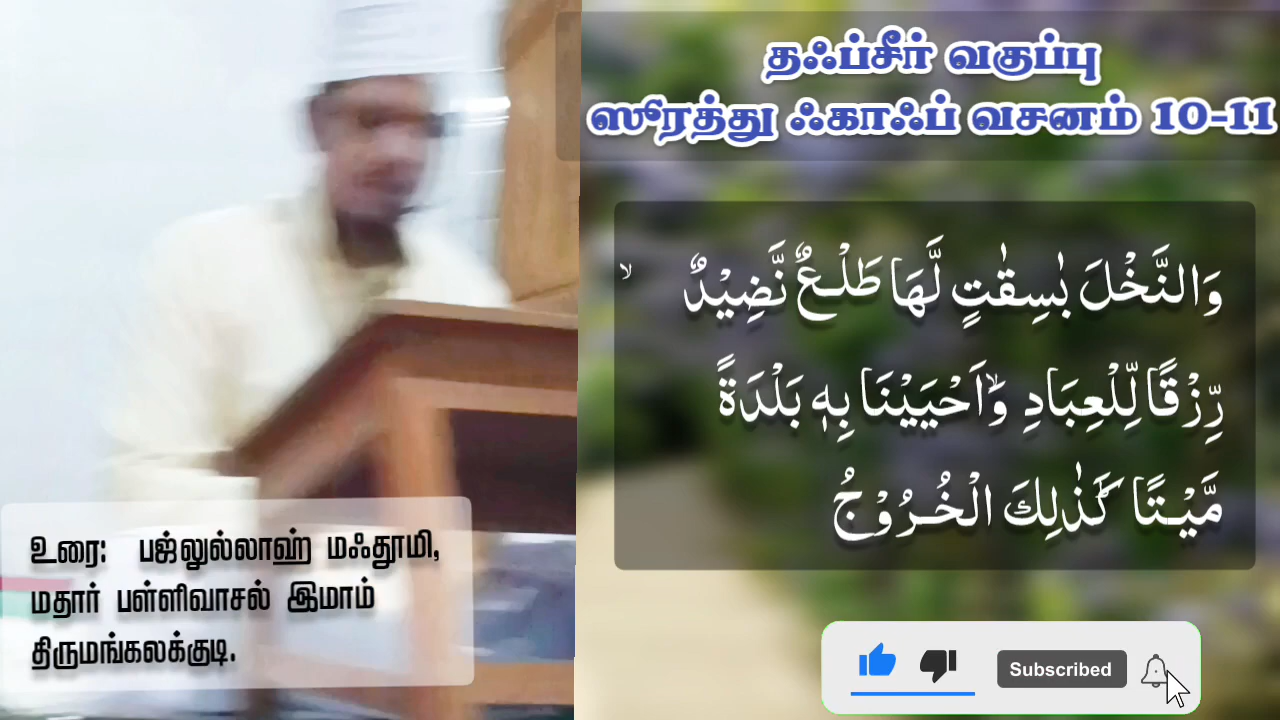 தஃப்சீர் வகுப்பு
ஸூரத்து ஃகாஃப் வசனம் 10-11
وَالنَّخْلَ بٰسِقٰتٍ لَّهَا طَلْعٌ نَّضِيْدٌ ۙ
رِّزْقًا لِّلْعِبَادِ ۙ وَاَحْيَيْنَا بِهٖ بَلْدَةً
مَّيْتًا ؕ كَذٰلِكَ الْخُرُوْجُ
உரை: பஜ்லுல்லாஹ் மஃதூமி,
மதார் பள்ளிவாசல் இமாம்
திருமங்கலக்குடி.
Subscribed